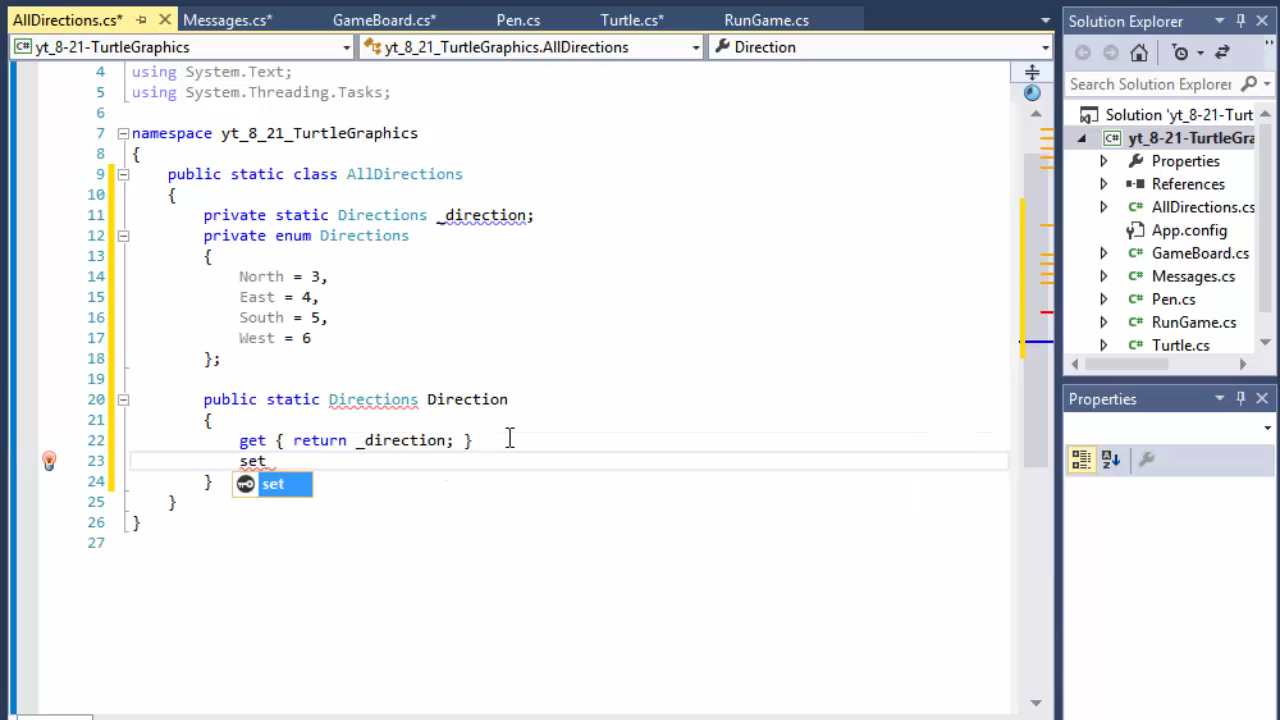 AllDirections.cs*
Messages.cs*
GameBoard.cs*
Pen.cs
Turtle.cs*
RunGame.cs
Solution Explorer
yt_8-21-TurtleGraphics
yt_8_21_TurtleGraphics.AllDirections
Direction
Search Solution Explorer
4 using System.Text;
5 using System.Threading.Tasks;
6
7 namespace yt_8_21_TurtleGraphics
8 {
9 public static class AllDirections
10 {
11 private static Directions _direction;
12 private enum Directions
13 {
14 North = 3,
15 East = 4,
16 South = 5,
17 West = 6
18 };
19
20 public static Directions Direction
21 {
22 get { return _direction; }
23 set
24 }
set
25 }
26 }
27
Solution 'yt_8-21-Turt
C# yt_8-21-TurtleGra
Properties
References
C# AllDirections.cs
App.config
C# GameBoard.cs
C# Messages.cs
C# Pen.cs
C# RunGame.cs
C# Turtle.cs
Properties